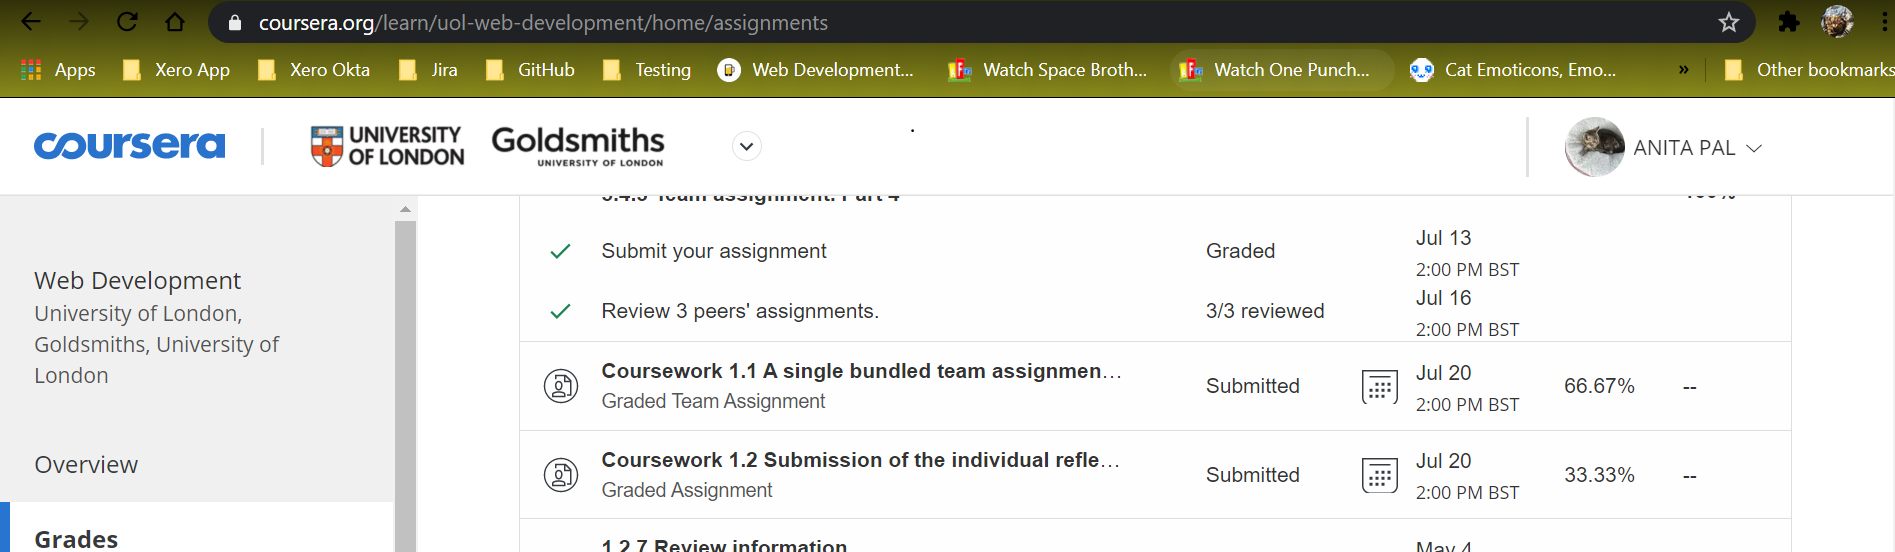 coursera.org/learn/uol-web-development/home/assignments
Apps Xero App Xero Okta Jira GitHub Testing Web Development... Watch Space Broth... Watch One Punch... Cat Emoticons, Emo... » Other bookmarks
coursera UNIVERSITY OF LONDON Goldsmiths UNIVERSITY OF LONDON ANITA PAL
Web Development
University of London,
Goldsmiths, University of
London
Overview
Grades
Team assignment: Part 4
Submit your assignment Graded Jul 13
2:00 PM BST
Review 3 peers' assignments. 3/3 reviewed Jul 16
2:00 PM BST
Coursework 1.1 A single bundled team assignmen... Submitted Jul 20 66.67% --
Graded Team Assignment 2:00 PM BST
Coursework 1.2 Submission of the individual refle... Submitted Jul 20 33.33% --
Graded Assignment 2:00 PM BST
1.2.7 Review information May 4